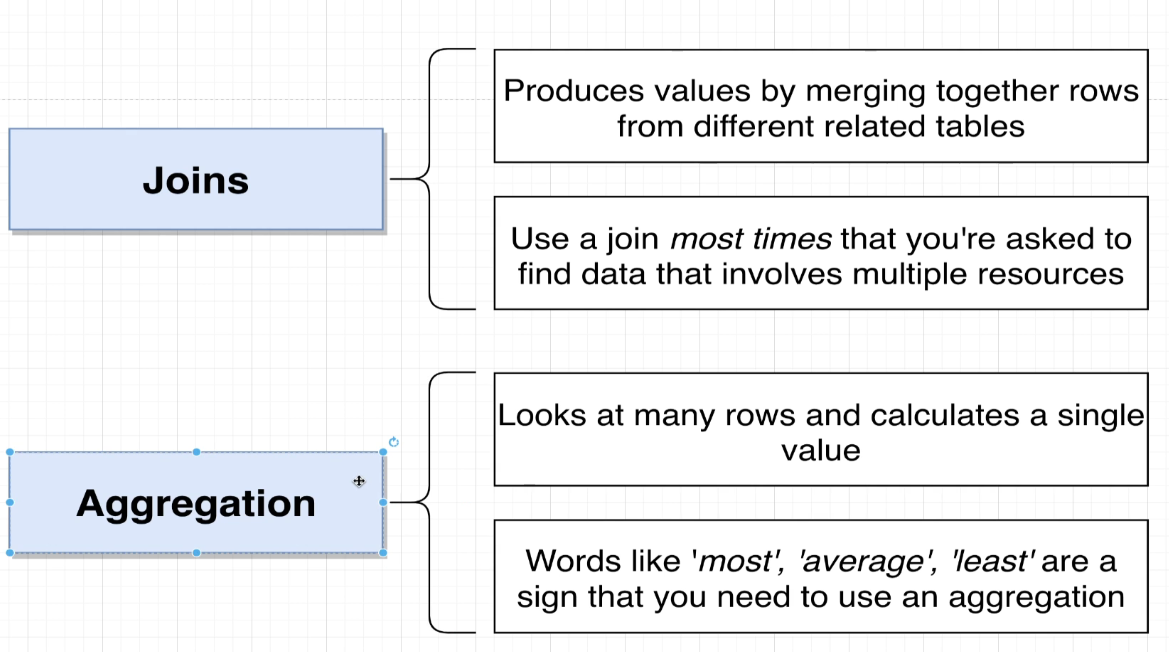 Joins
Produces values by merging together rows
from different related tables
Use a join most times that you're asked to
find data that involves multiple resources
Aggregation
Looks at many rows and calculates a single
value
Words like 'most', 'average', 'least' are a
sign that you need to use an aggregation